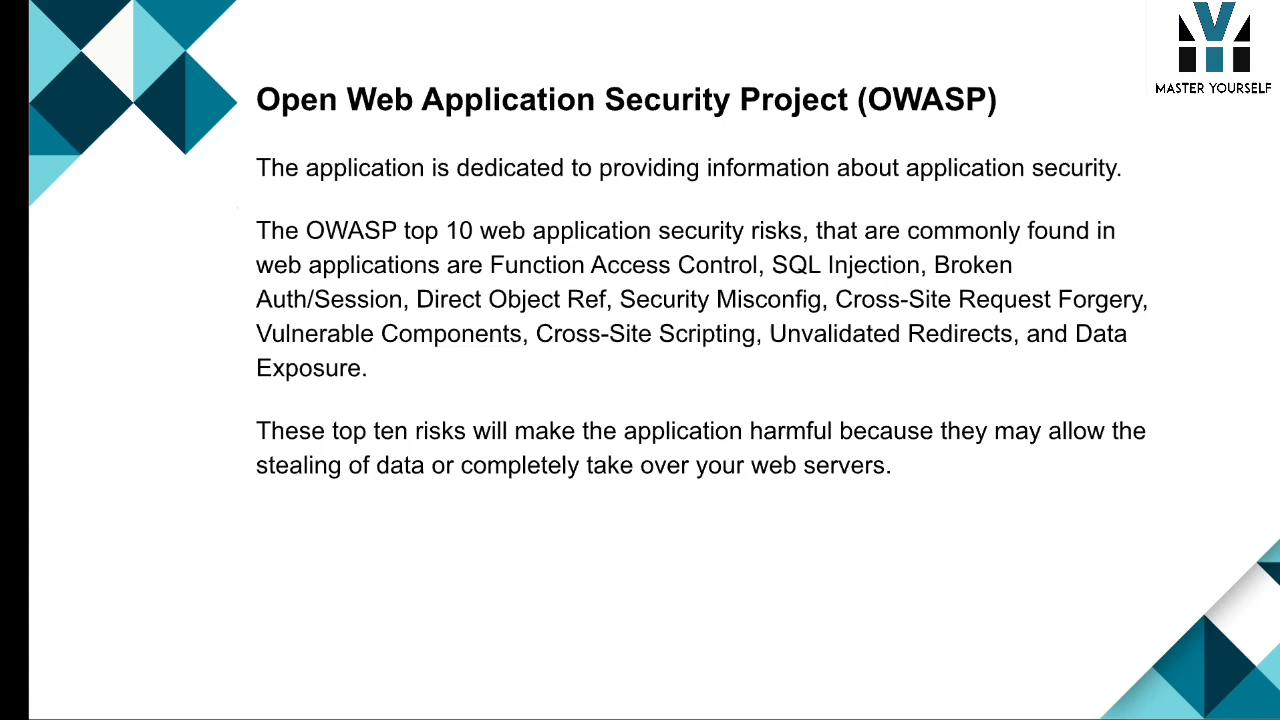 MASTER YOURSELF
Open Web Application Security Project (OWASP)
The application is dedicated to providing information about application security.
The OWASP top 10 web application security risks, that are commonly found in
web applications are Function Access Control, SQL Injection, Broken
Auth/Session, Direct Object Ref, Security Misconfig, Cross-Site Request Forgery,
Vulnerable Components, Cross-Site Scripting, Unvalidated Redirects, and Data
Exposure.
These top ten risks will make the application harmful because they may allow the
stealing of data or completely take over your web servers.